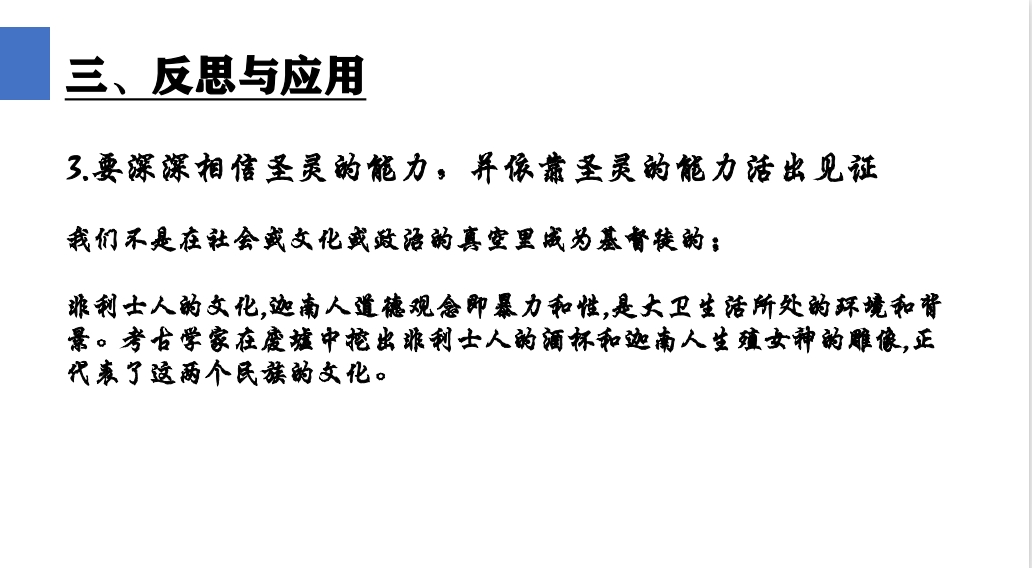 三、反思与应用
3.要深深相信圣灵的能力，并依靠圣灵的能力活出见证
我们不是在社会或文化或政治的真空里成为基督徒的；
非利士人的文化,迦南人道德观念即暴力和性,是大卫生活所处的环境和背
景。考古学家在废墟中挖出非利士人的酒杯和迦南人生殖女神的雕像,正
代表了这两个民族的文化。